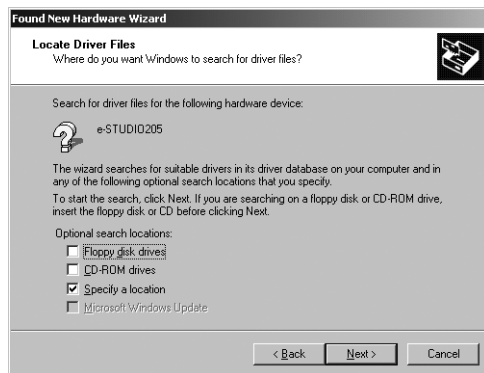 Found New Hardware Wizard
Locate Driver Files
Where do you want Windows to search for driver files?
Search for driver files for the following hardware device:
e-STUDIO205
The wizard searches for suitable drivers in its driver database on your computer and in
any of the following optional search locations that you specify.
To start the search, click Next. If you are searching on a floppy disk or CD-ROM drive,
insert the floppy disk or CD before clicking Next.
Optional search locations:
Floppy disk drives
CD-ROM drives
Specify a location
Microsoft Windows Update
< Back Next > Cancel